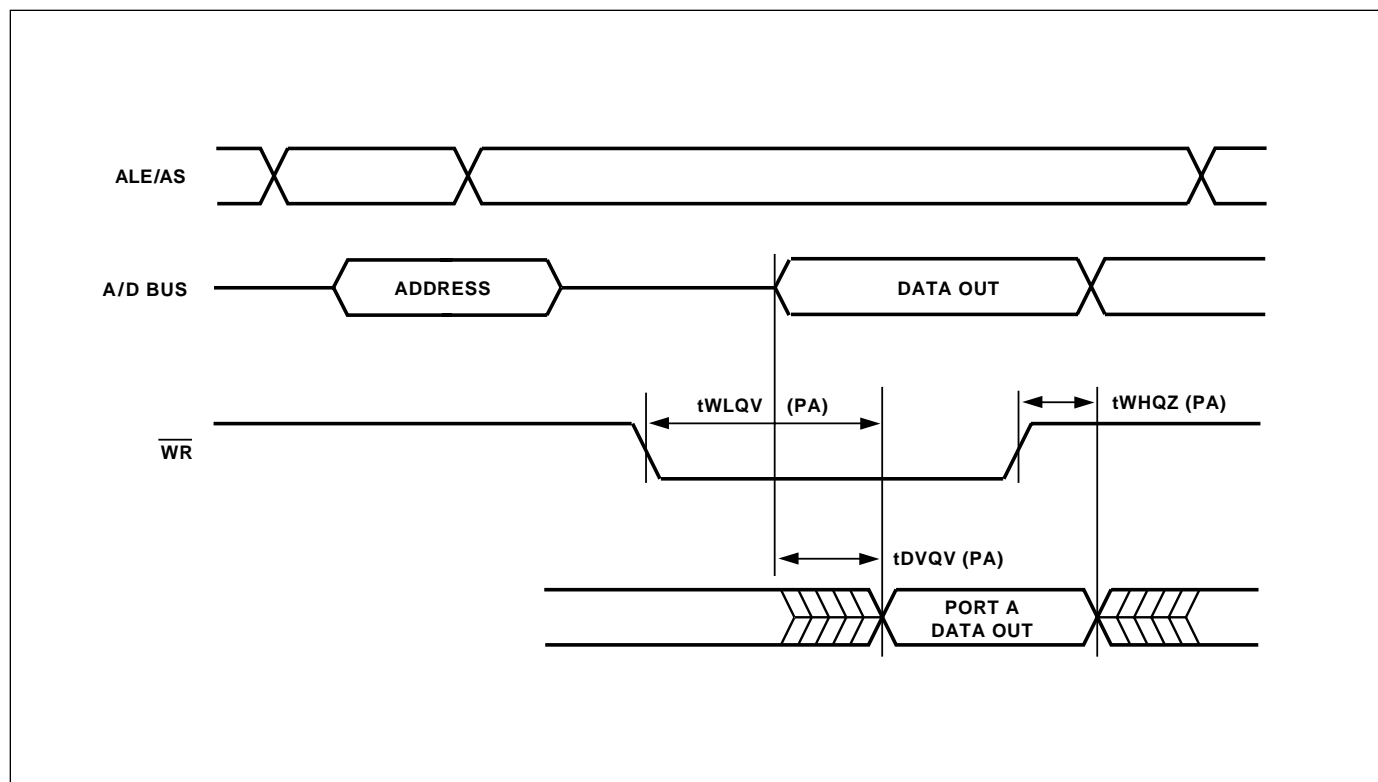 ALE/AS
A/D BUS
ADDRESS
DATA OUT
tWLQV (PA)
tWHQZ (PA)
WR
tDVQV (PA)
PORT A
DATA OUT